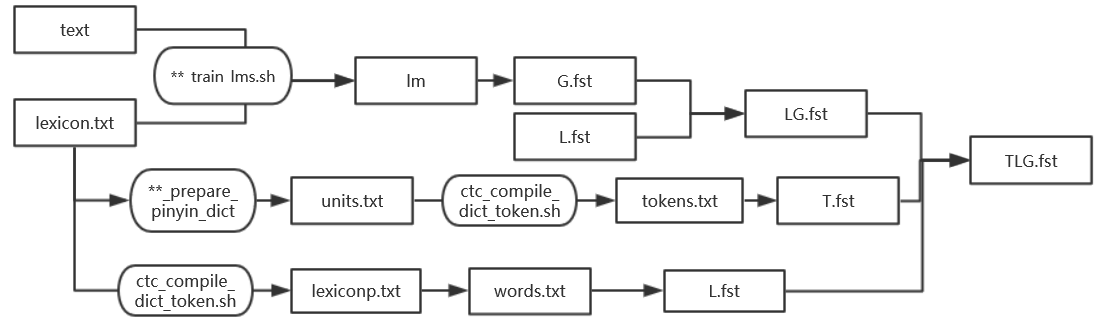 text
** train lms.sh
lm
G.fst
lexicon.txt
L.fst
LG.fst
TLG.fst
**_prepare_
pinyin_dict
units.txt
ctc_compile_
dict_token.sh
tokens.txt
T.fst
ctc_compile_
dict_token.sh
lexiconp.txt
words.txt
L.fst